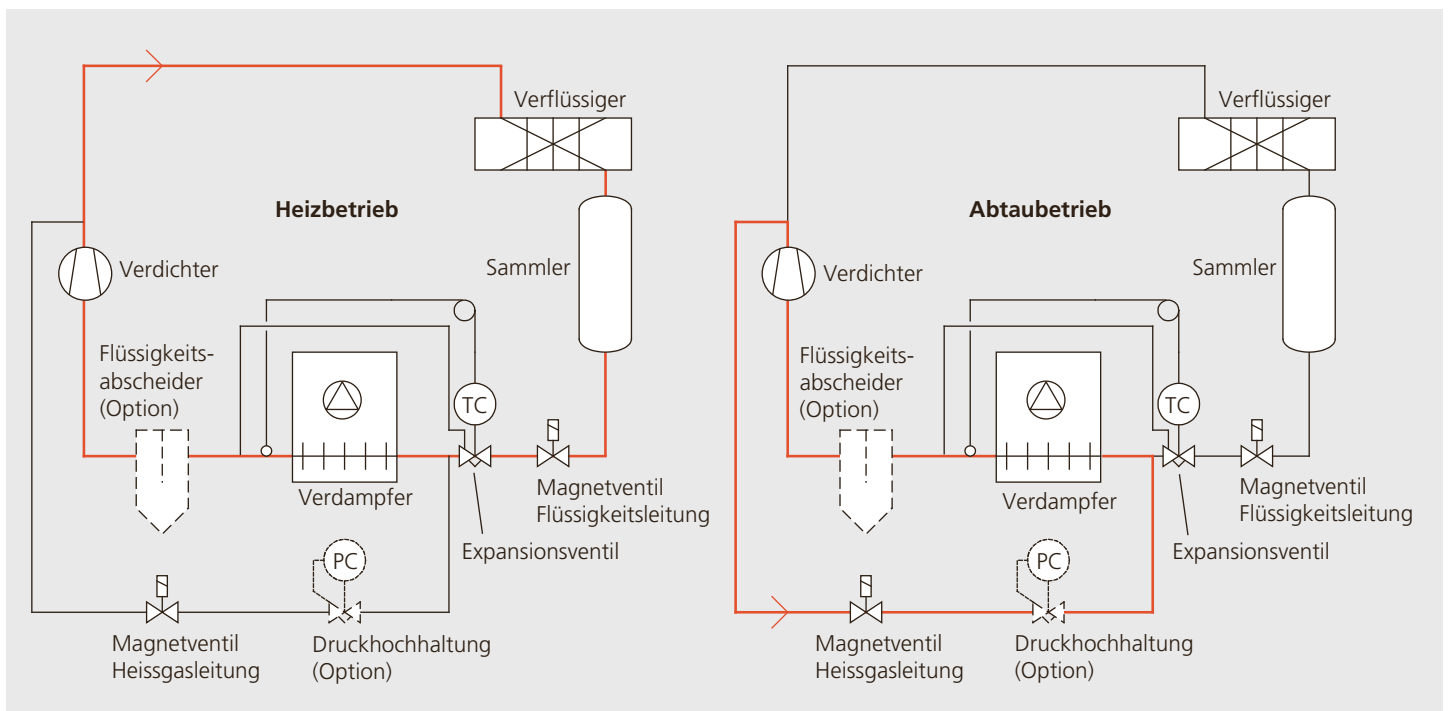 Verflüssiger
Heizbetrieb
Verdichter
Sammler
Flüssigkeits-
abscheider
(Option)
TC
Verdampfer
Magnetventil
Flüssigkeitsleitung
Expansionsventil
PC
Magnetventil
Heissgasleitung
Druckhochhaltung
(Option)
Verflüssiger
Abtaubetrieb
Verdichter
Sammler
Flüssigkeits-
abscheider
(Option)
TC
Verdampfer
Magnetventil
Flüssigkeitsleitung
Expansionsventil
PC
Magnetventil
Heissgasleitung
Druckhochhaltung
(Option)